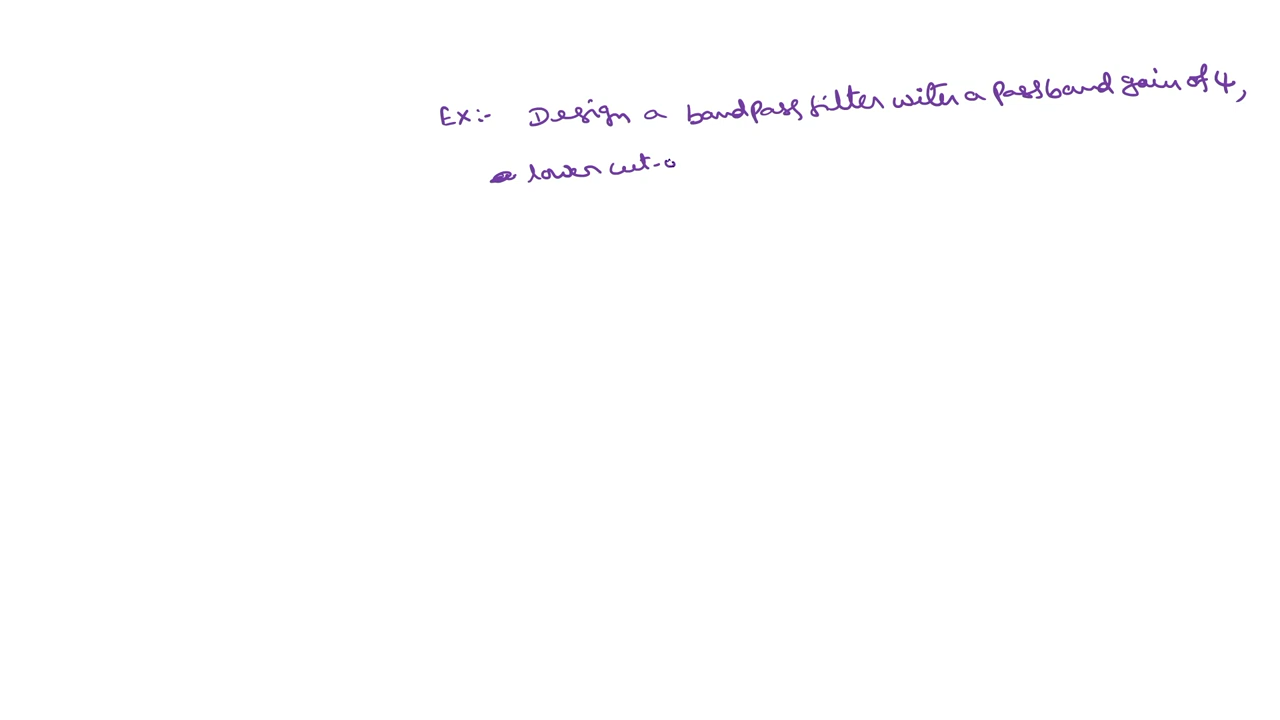 Ex:- Design a bandpass filter with a passband gain of 4,
lower cut-o